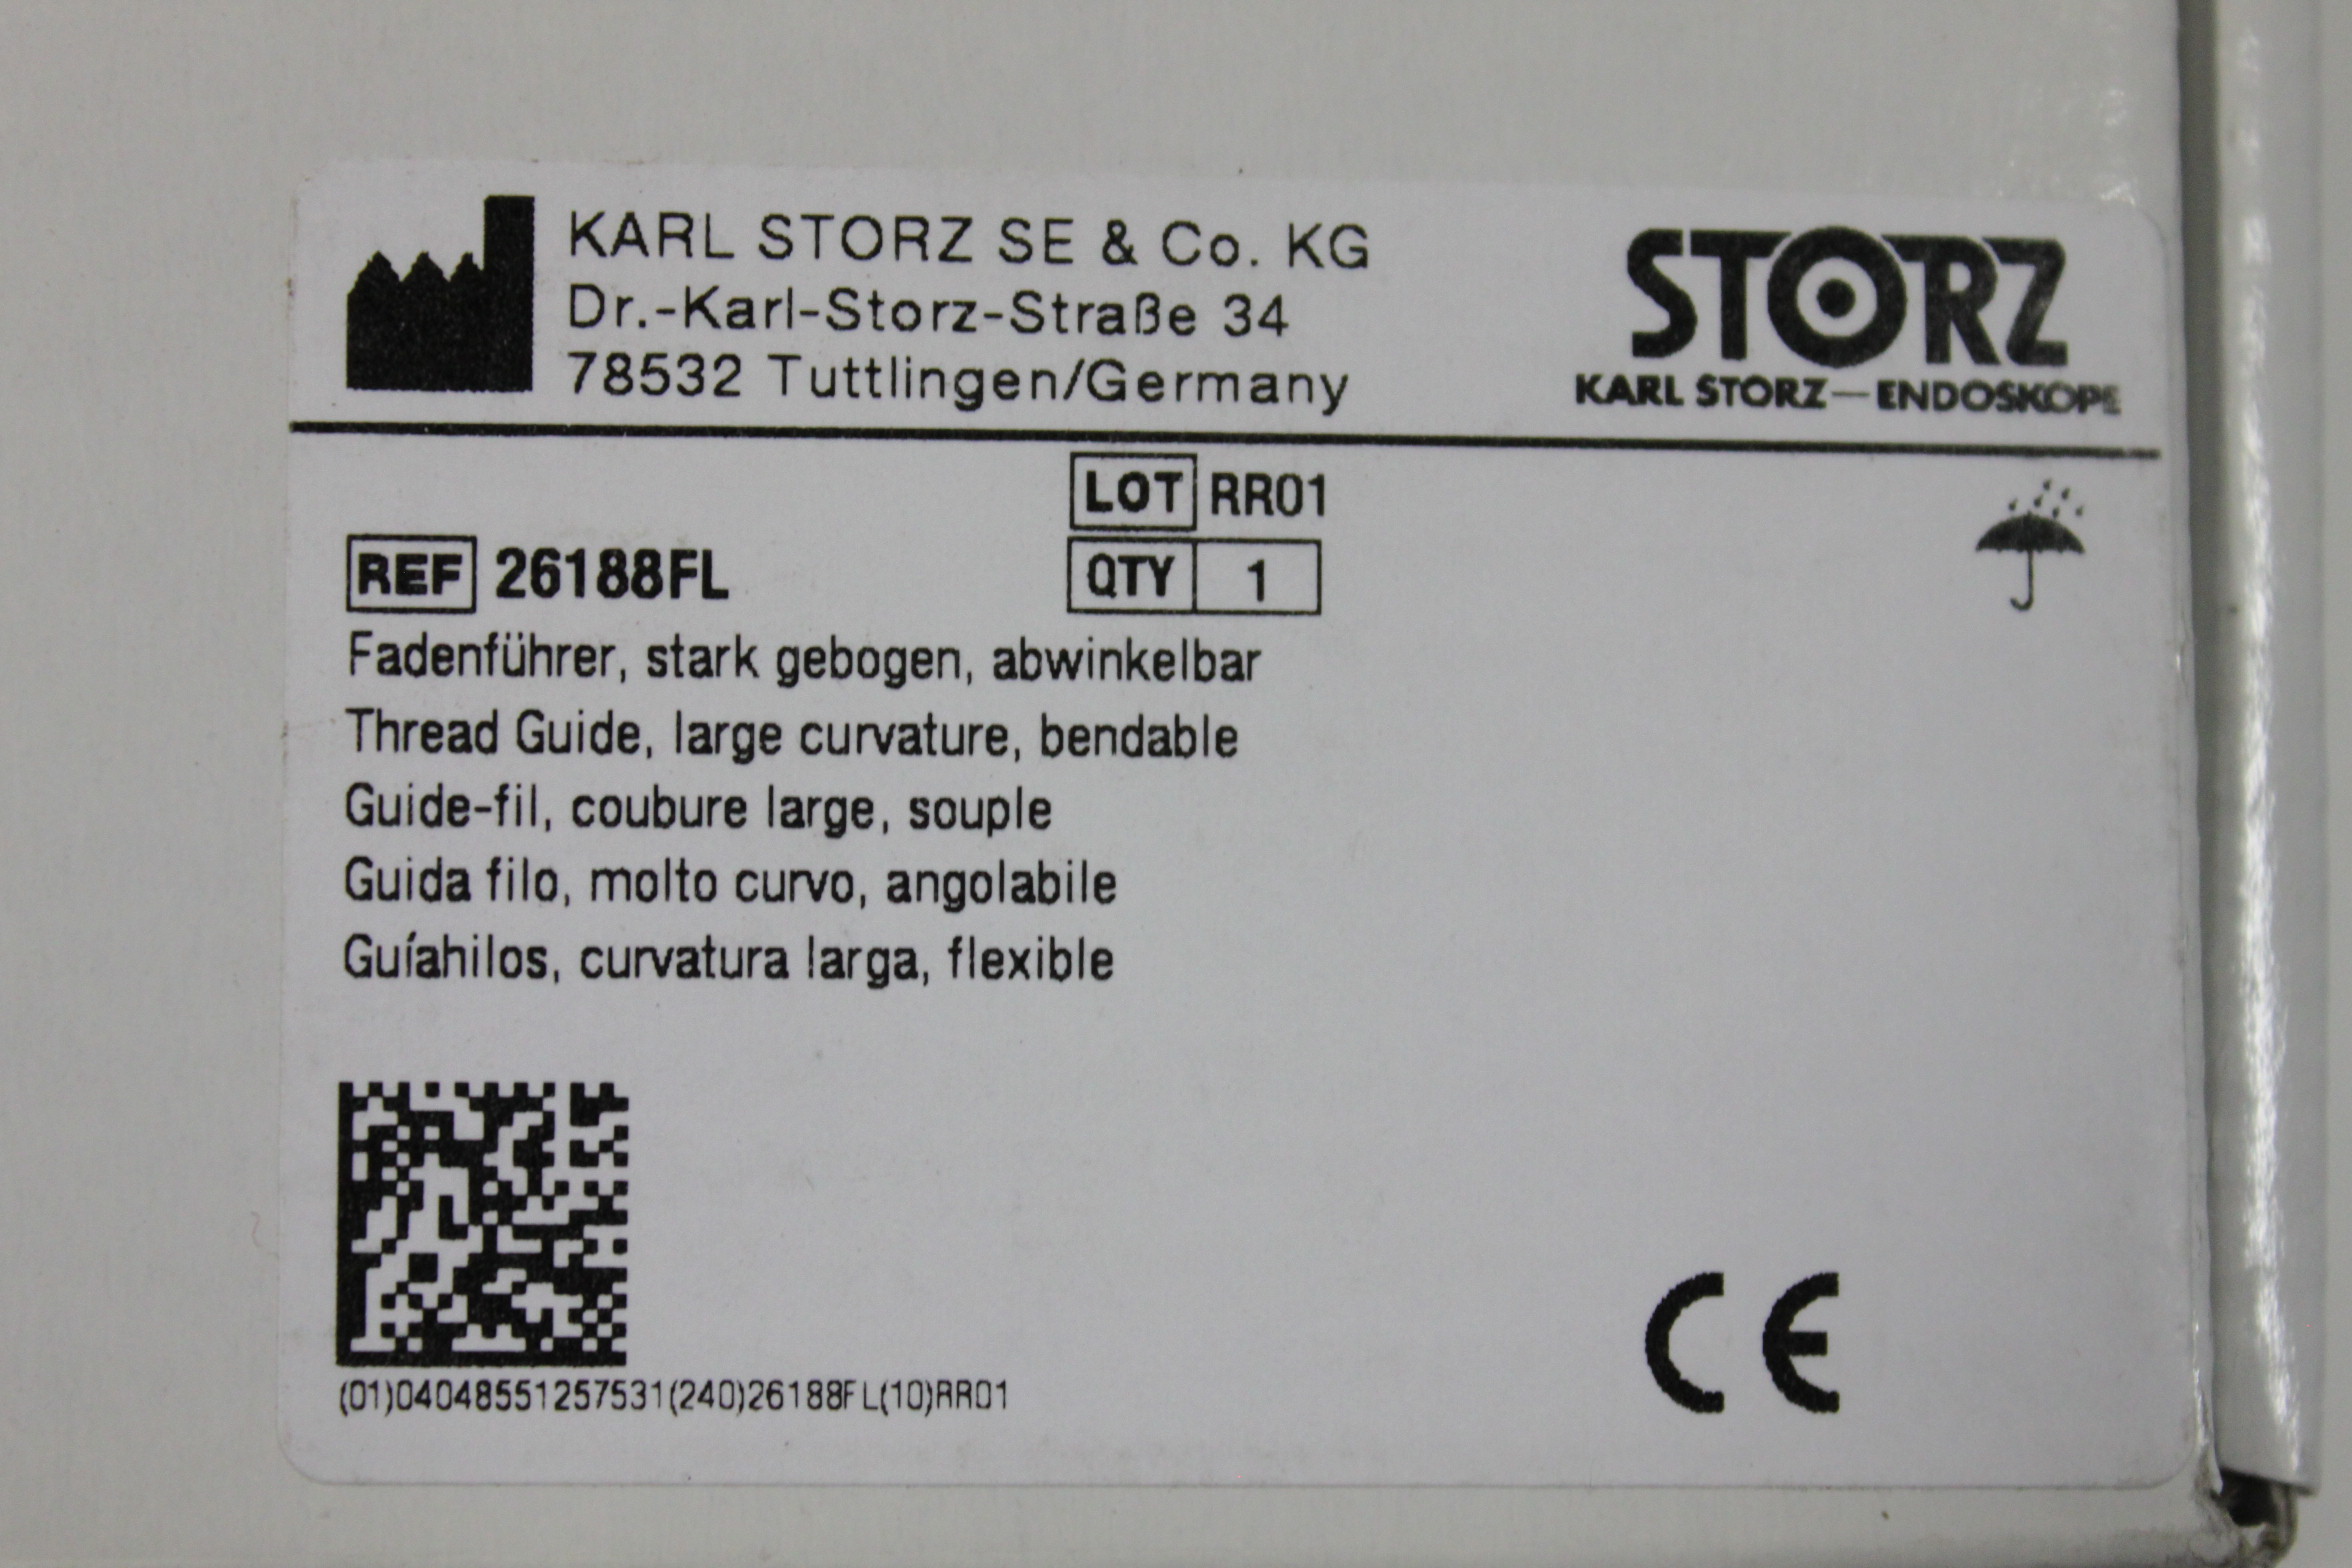 KARL STORZ SE & Co. KG
Dr.-Karl-Storz-Straße 34
78532 Tuttlingen/Germany
STORZ
KARL STORZ—ENDOSKOPE
LOT RR01
REF 26188FL
QTY 1
Fadenführer, stark gebogen, abwinkelbar
Thread Guide, large curvature, bendable
Guide-fil, coubure large, souple
Guida filo, molto curvo, angolabile
Guíahilos, curvatura larga, flexible
(01)04048551257531(240)26188FL(10)RR01
CE